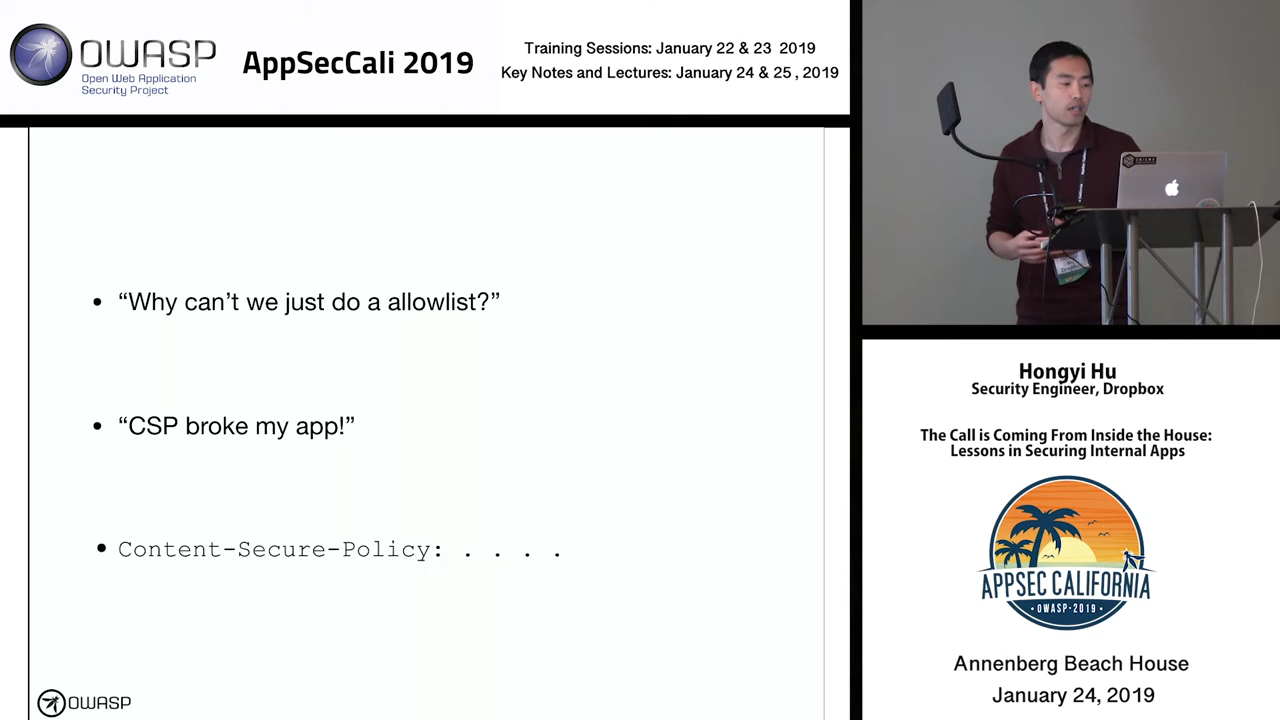 OWASP
Open Web Application
Security Project
AppSecCali 2019
Training Sessions: January 22 & 23 2019
Key Notes and Lectures: January 24 & 25 , 2019
• “Why can’t we just do a allowlist?”
• “CSP broke my app!”
• Content-Secure-Policy: . . . .
OWASP
Hongyi Hu
Security Engineer, Dropbox
The Call is Coming From Inside the House:
Lessons in Securing Internal Apps
APPSEC CALIFORNIA
• OWASP-2019 •
Annenberg Beach House
January 24, 2019